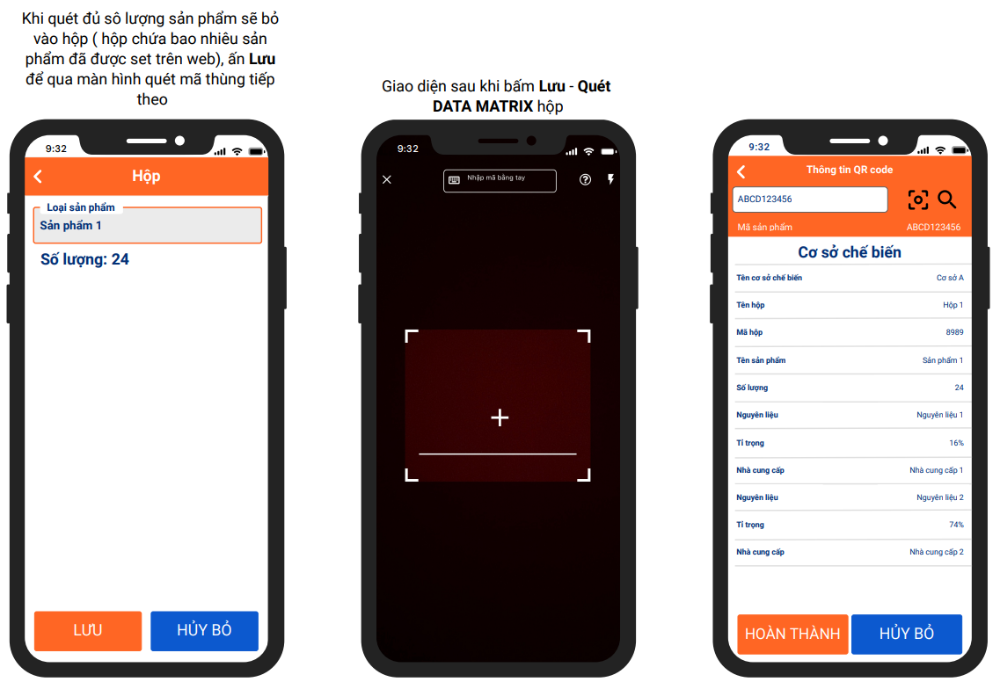 Khi quét đủ sô lượng sản phẩm sẽ bỏ
vào hộp ( hộp chứa bao nhiêu sản
phẩm đã được set trên web), ấn Lưu
để qua màn hình quét mã thùng tiếp
theo
9:32
Hộp
Loại sản phẩm
Sản phẩm 1
Số lượng: 24
LƯU
HỦY BỎ
Giao diện sau khi bấm Lưu - Quét
DATA MATRIX hộp
9:32
Nhập mã bằng tay
9:32
Thông tin QR code
ABCD123456
Mã sản phẩm ABCD123456
Cơ sở chế biến
Tên cơ sở chế biến Cơ sở A
Tên hộp Hộp 1
Mã hộp 8989
Tên sản phẩm Sản phẩm 1
Số lượng 24
Nguyên liệu Nguyên liệu 1
Tỉ trọng 16%
Nhà cung cấp Nhà cung cấp 1
Nguyên liệu Nguyên liệu 2
Tỉ trọng 74%
Nhà cung cấp Nhà cung cấp 2
HOÀN THÀNH
HỦY BỎ